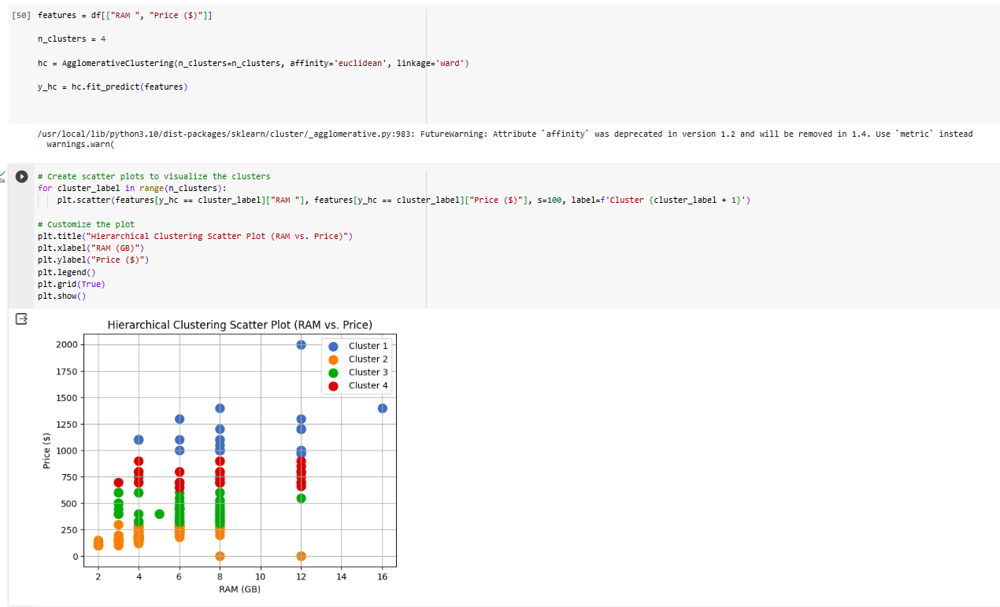 [50] features = df[["RAM ", "Price ($)"]]
n_clusters = 4
hc = AgglomerativeClustering(n_clusters=n_clusters, affinity='euclidean', linkage='ward')
y_hc = hc.fit_predict(features)
/usr/local/lib/python3.10/dist-packages/sklearn/cluster/_agglomerative.py:983: FutureWarning: Attribute `affinity` was deprecated in version 1.2 and will be removed in 1.4. Use `metric` instead
warnings.warn(
0s
# Create scatter plots to visualize the clusters
for cluster_label in range(n_clusters):
plt.scatter(features[y_hc == cluster_label]["RAM "], features[y_hc == cluster_label]["Price ($)"], s=100, label=f'Cluster {cluster_label + 1}')
# Customize the plot
plt.title("Hierarchical Clustering Scatter Plot (RAM vs. Price)")
plt.xlabel("RAM (GB)")
plt.ylabel("Price ($)")
plt.legend()
plt.grid(True)
plt.show()
Hierarchical Clustering Scatter Plot (RAM vs. Price)
Cluster 1
Cluster 2
Cluster 3
Cluster 4
Price ($)
2000
1750
1500
1250
1000
750
500
250
0
2 4 6 8 10 12 14 16
RAM (GB)